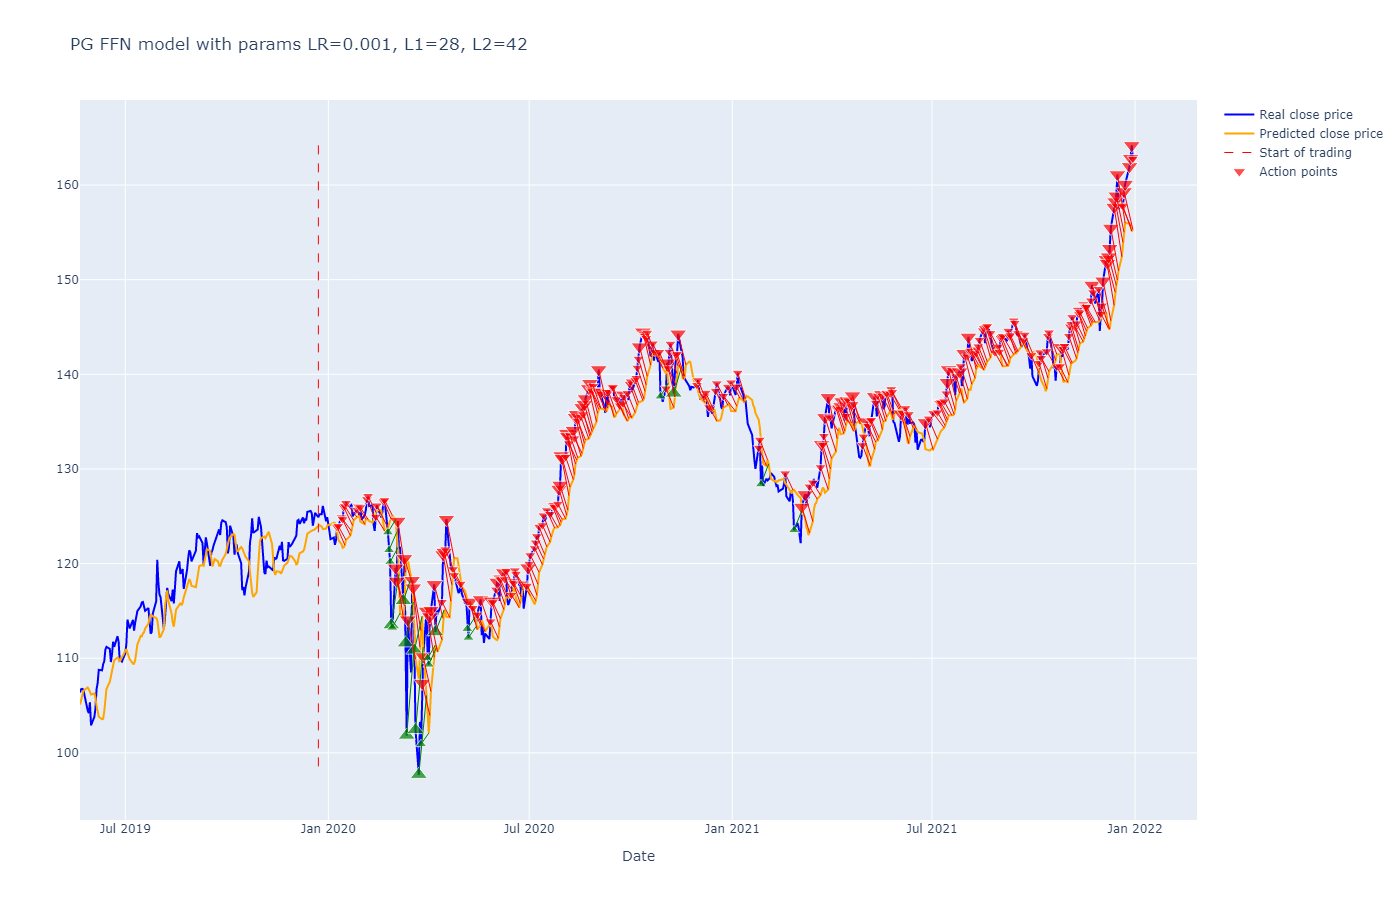 PG FFN model with params LR=0.001, L1=28, L2=42
Real close price
Predicted close price
Start of trading
Action points
160
150
140
130
120
110
100
Jul 2019
Jan 2020
Jul 2020
Jan 2021
Jul 2021
Jan 2022
Date